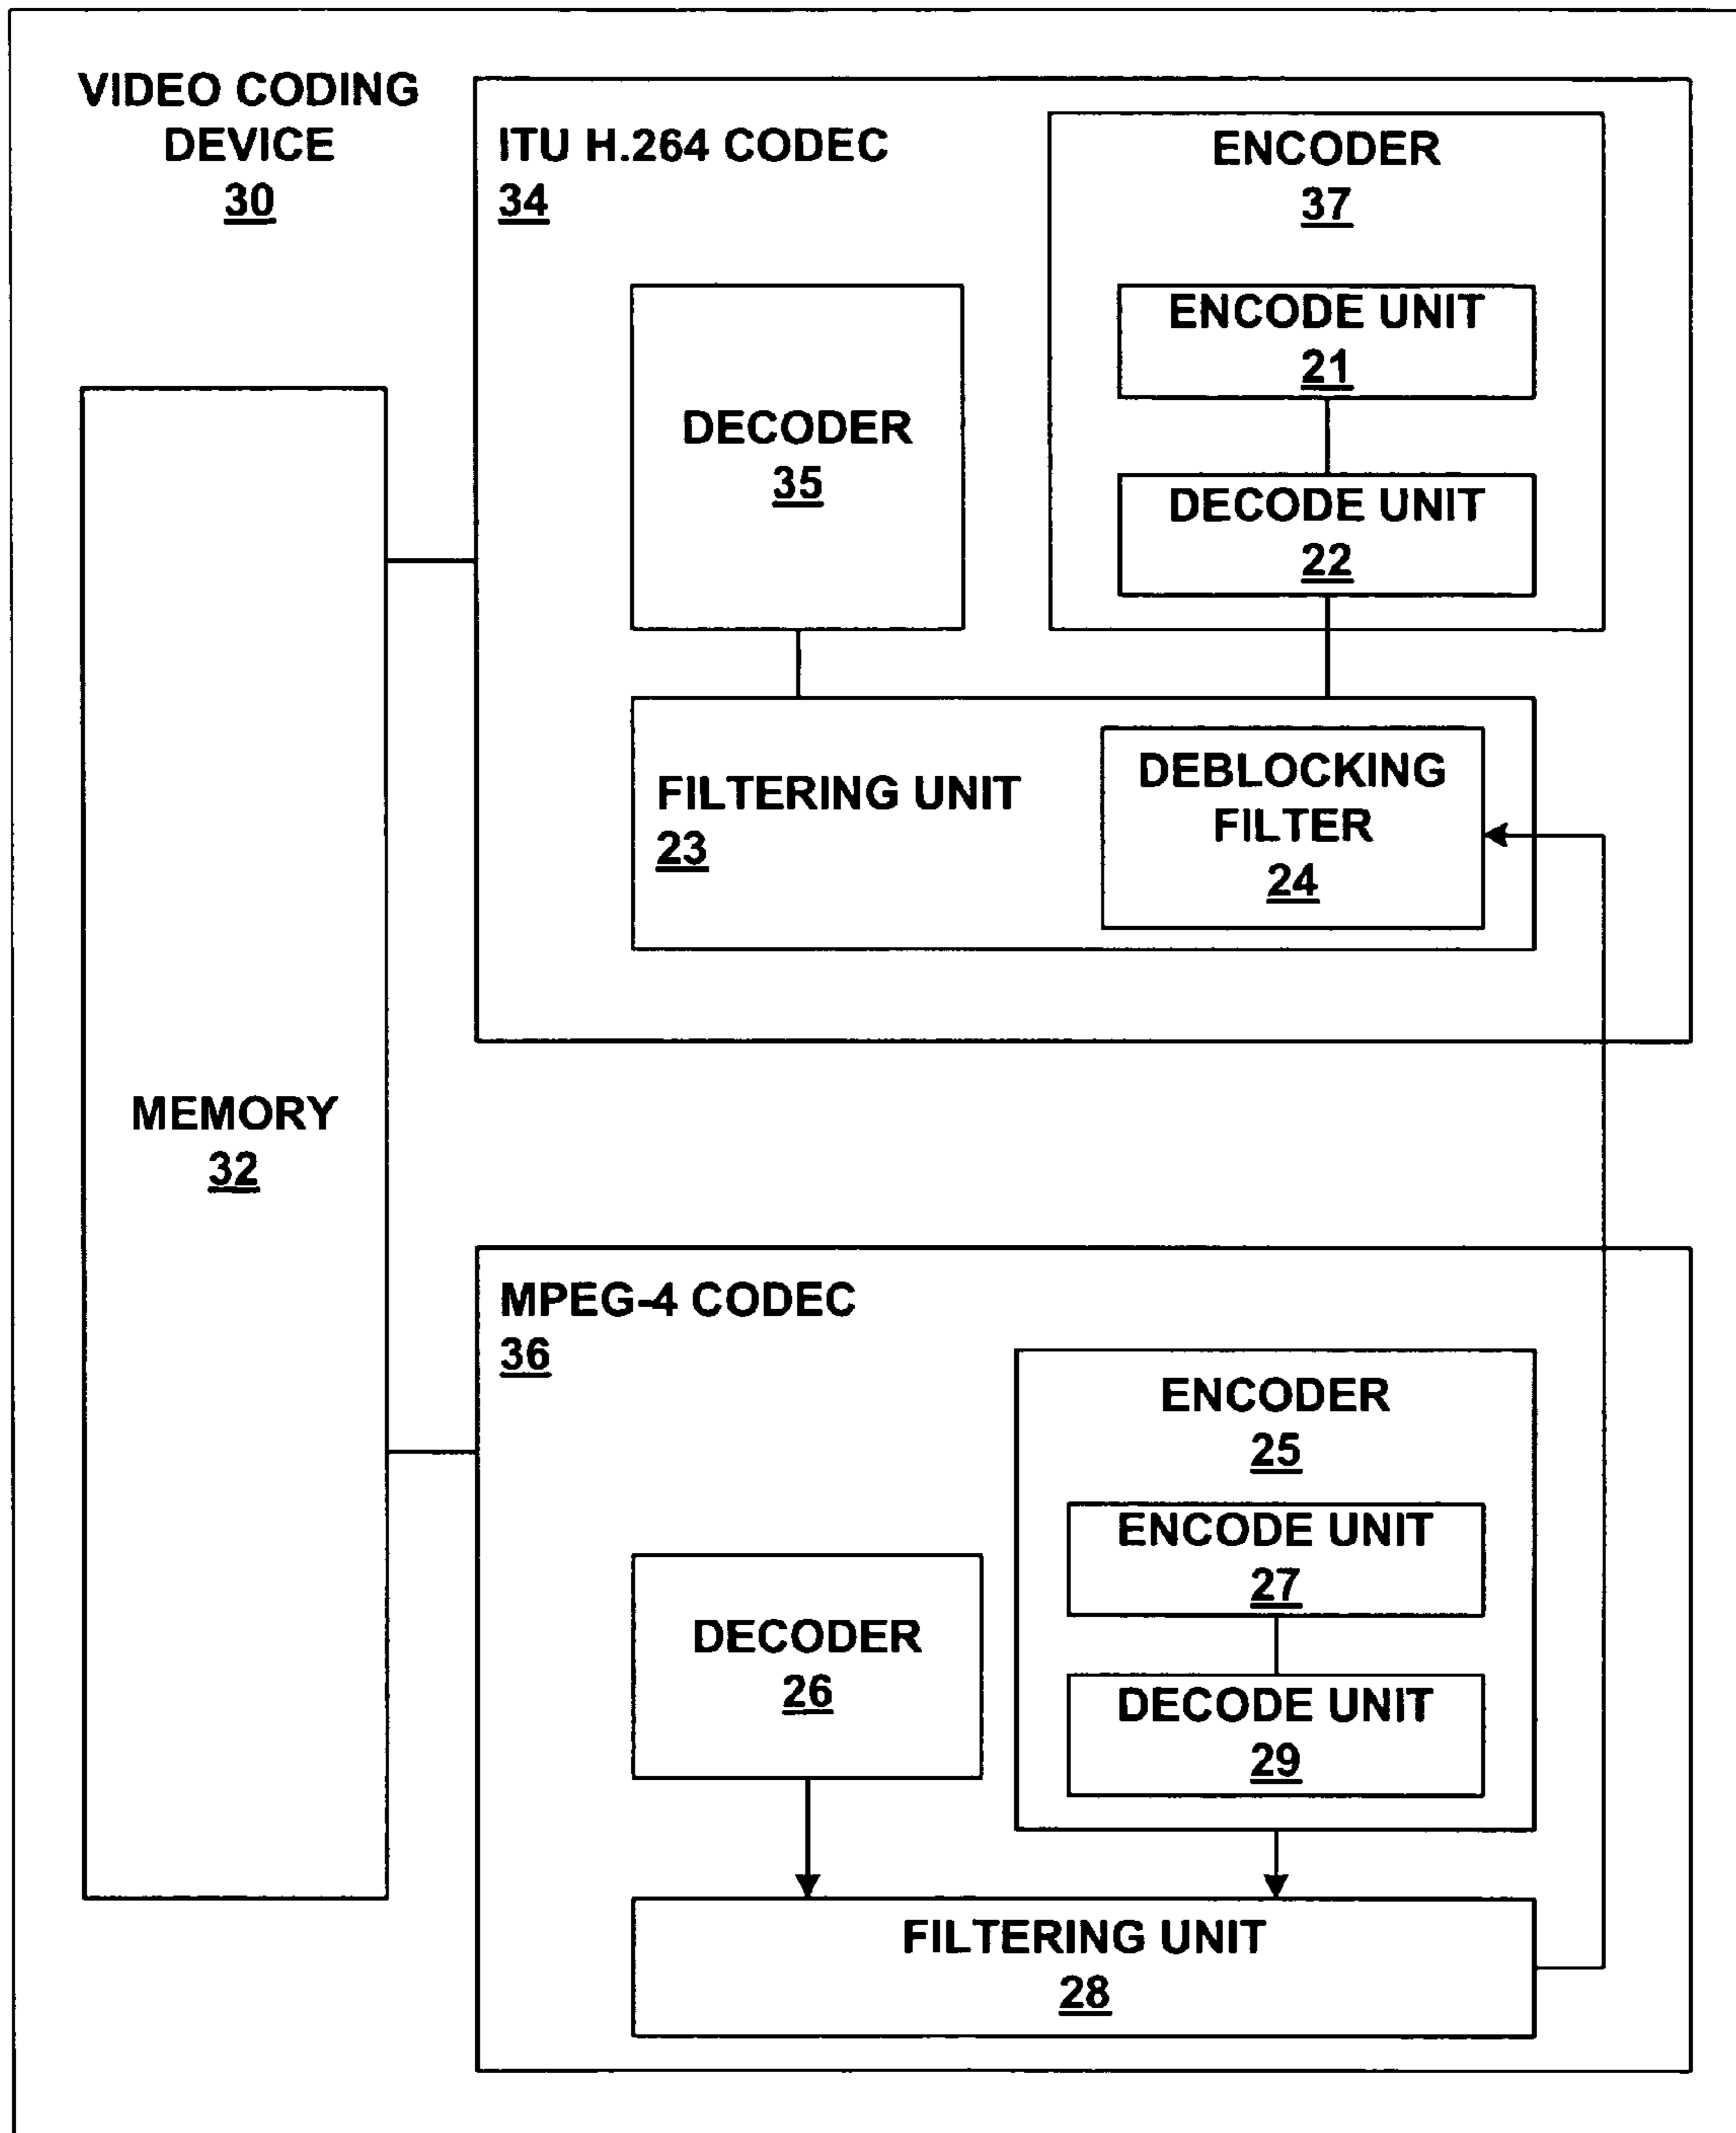 VIDEO CODING
DEVICE
30
ITU H.264 CODEC
34
ENCODER
37
ENCODE UNIT
21
DECODE UNIT
22
DECODER
35
FILTERING UNIT
23
DEBLOCKING
FILTER
24
MEMORY
32
MPEG-4 CODEC
36
ENCODER
25
ENCODE UNIT
27
DECODE UNIT
29
DECODER
26
FILTERING UNIT
28